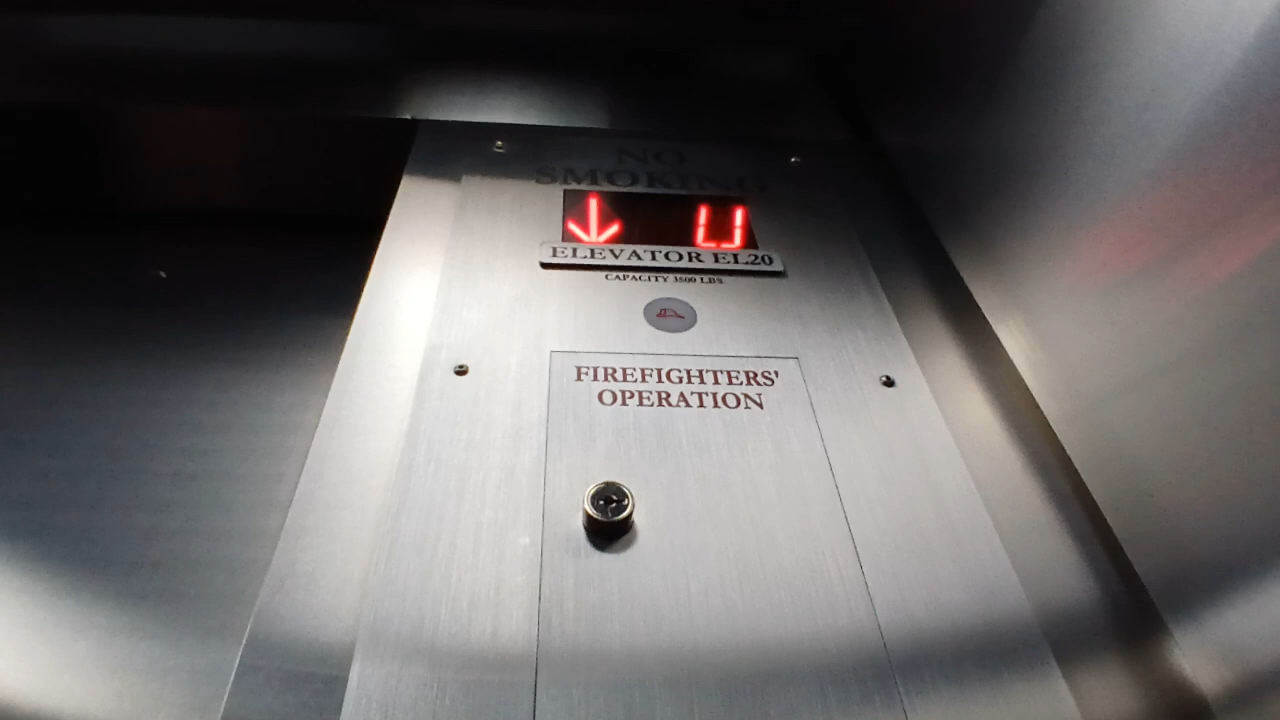 NO
SMOKING
↓ U
ELEVATOR EL20
CAPACITY 3500 LBS.
FIREFIGHTERS'
OPERATION